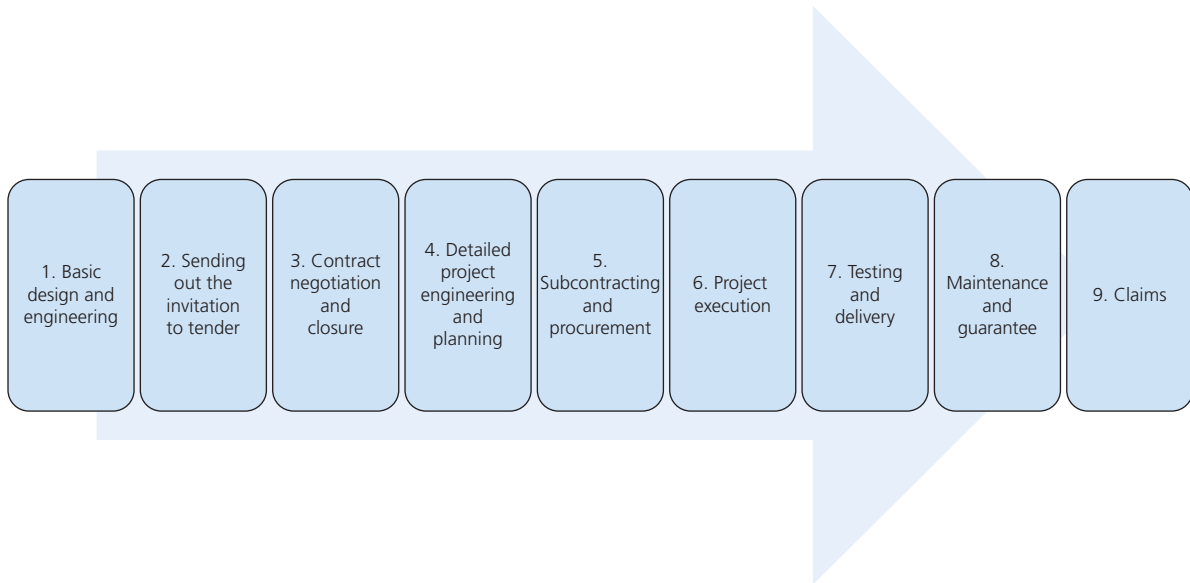 1. Basic
design and
engineering
2. Sending
out the
invitation
to tender
3. Contract
negotiation
and
closure
4. Detailed
project
engineering
and
planning
5.
Subcontracting
and
procurement
6. Project
execution
7. Testing
and
delivery
8.
Maintenance
and
guarantee
9. Claims